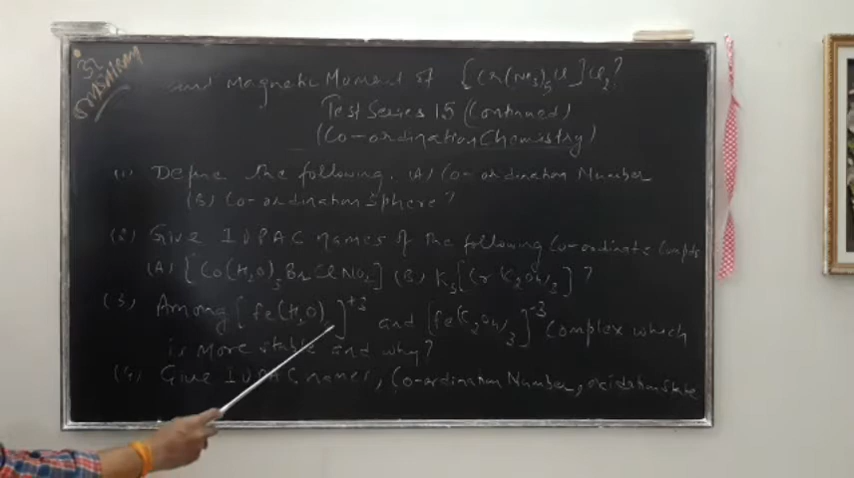 and Magnetic Moment of [Cr(NH3)5Cl]Cl2?
Test Series 15 (Continued)
(Co-ordination Chemistry)
(1) Define the following. A) Co-ordination Number
(B) Co-ordination Sphere?
(2) Give IUPAC names of the following Co-ordinate Compds
(A) [Co(H2O)3BrClNO2] (B) K3[Cr(C2O4)3]?
(3) Among [Fe(H2O)]+3 and [Fe(C2O4)3]-3 Complex which
is more stable and why?
(4) Give IUPAC names, Co-ordination Number, oxidation state